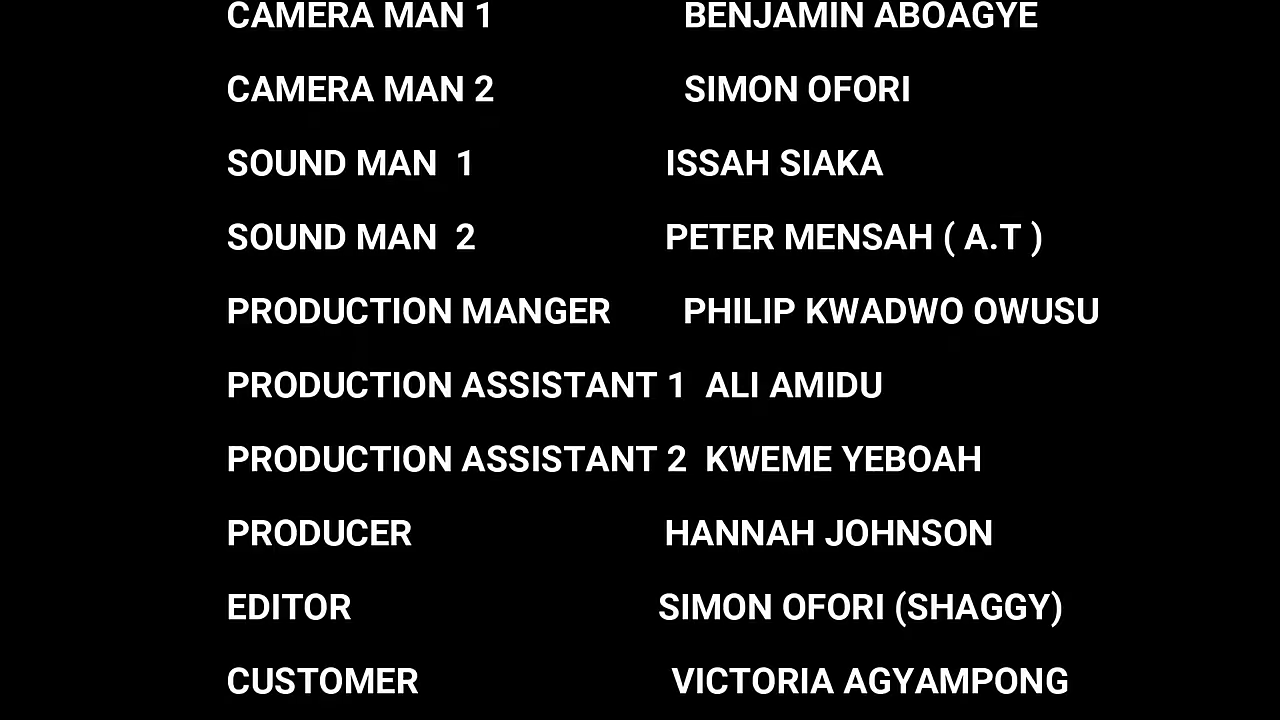 CAMERA MAN 1 BENJAMIN ABOAGYE
CAMERA MAN 2 SIMON OFORI
SOUND MAN 1 ISSAH SIAKA
SOUND MAN 2 PETER MENSAH ( A.T )
PRODUCTION MANGER PHILIP KWADWO OWUSU
PRODUCTION ASSISTANT 1 ALI AMIDU
PRODUCTION ASSISTANT 2 KWEME YEBOAH
PRODUCER HANNAH JOHNSON
EDITOR SIMON OFORI (SHAGGY)
CUSTOMER VICTORIA AGYAMPONG